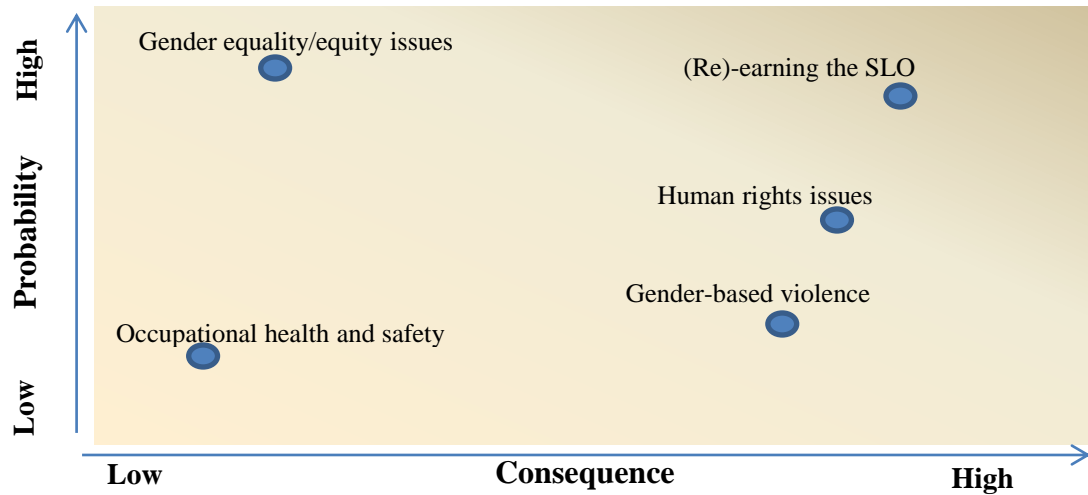 Gender equality/equity issues
(Re)-earning the SLO
Human rights issues
Gender-based violence
Occupational health and safety
High
Probability
Low
Low
Consequence
High